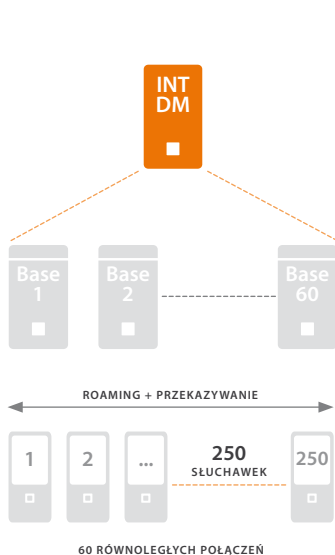 INT
DM
Base
1
Base
2
Base
60
ROAMING + PRZEKAZYWANIE
1
2
...
250
SŁUCHAWEK
250
60 RÓWNOLEGŁYCH POŁĄCZEŃ